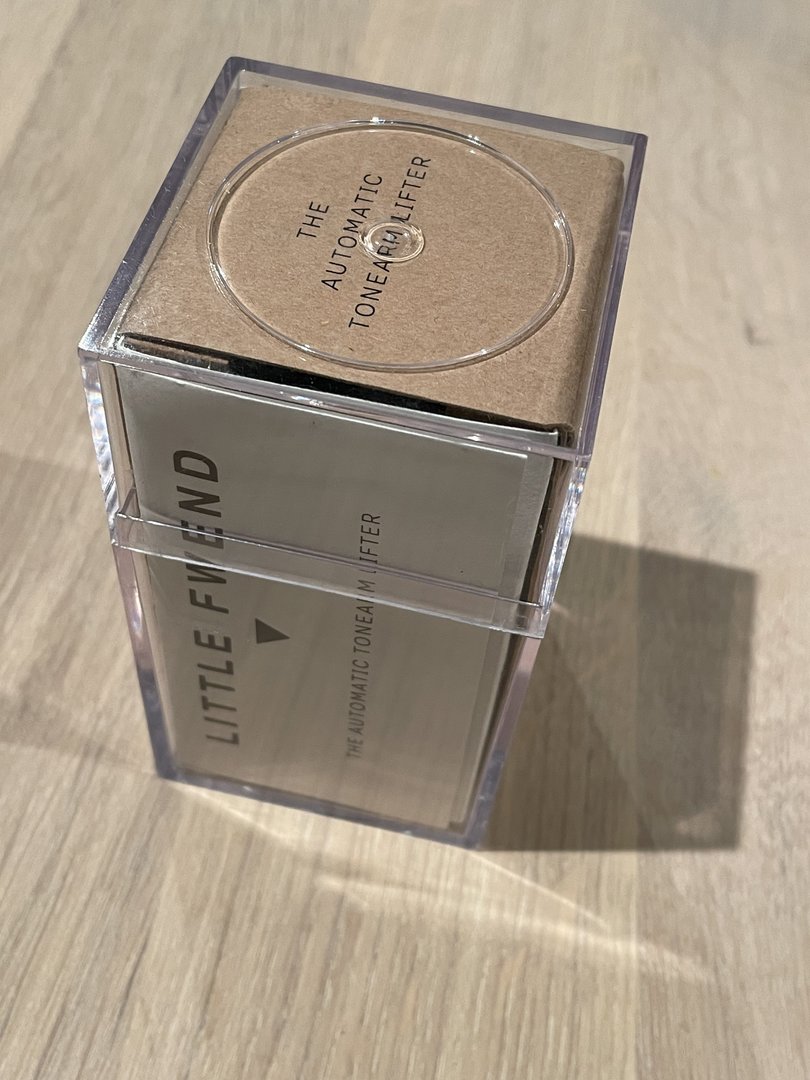 THE
AUTOMATIC
TONEARM LIFTER
LITTLE FWEND
THE AUTOMATIC TONEARM LIFTER